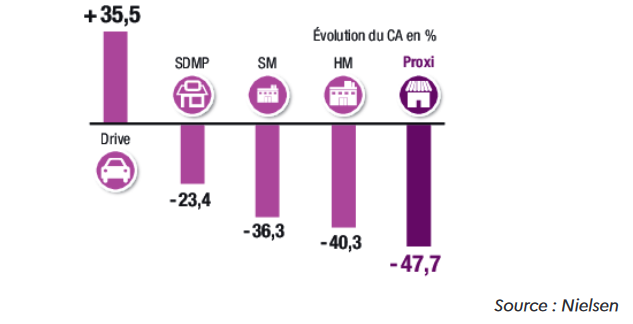 + 35,5
Évolution du CA en %
SDMP
SM
HM
Proxi
Drive
- 23,4
- 36,3
- 40,3
- 47,7
Source : Nielsen